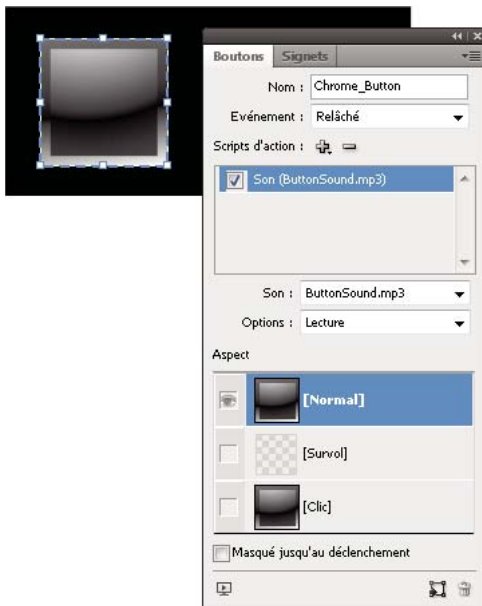 Boutons Signets
Nom : Chrome_Button
Evénement : Relâché
Scripts d'action :
Son (ButtonSound.mp3)
Son : ButtonSound.mp3
Options : Lecture
Aspect
[Normal]
[Survol]
[Clic]
Masqué jusqu'au déclenchement